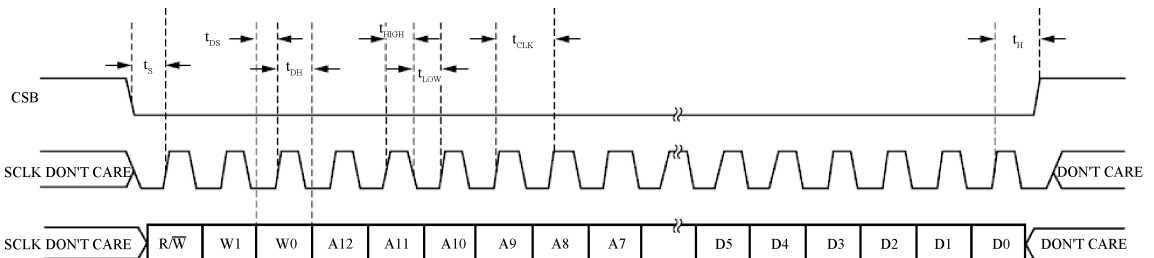 tDS tHIGH tCLK tH
tS tDH tLOW
CSB
SCLK DON'T CARE DON'T CARE
SCLK DON'T CARE R/W̅ W1 W0 A12 A11 A10 A9 A8 A7 D5 D4 D3 D2 D1 D0 DON'T CARE